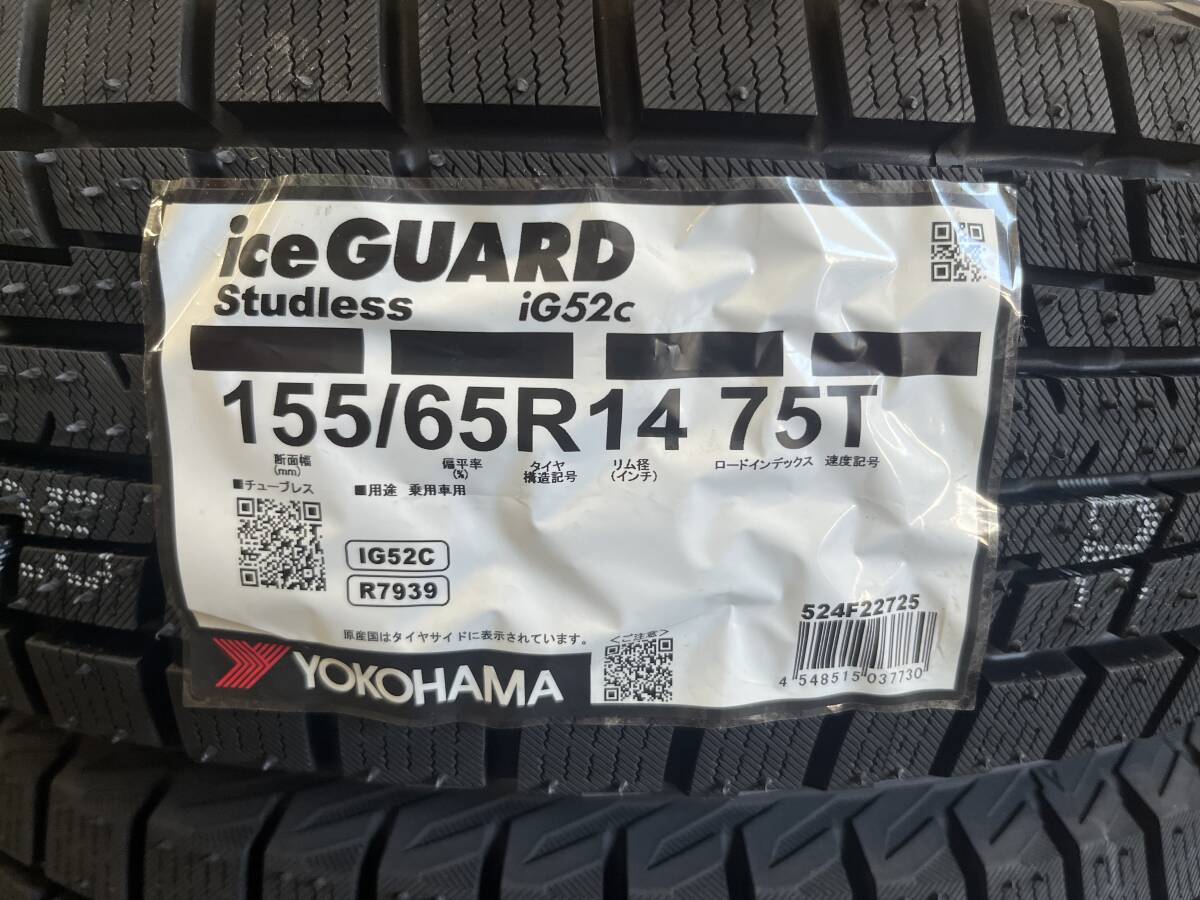 iceGUARD
Studless iG52c
155/65R14 75T
断面幅 (mm) 偏平率 (%) タイヤ構造記号 リム径 (インチ) ロードインデックス 速度記号
■チューブレス ■用途 乗用車用
IG52C
R7939
524F22725
原産国はタイヤサイドに表示されています。
<ご注意>
YOKOHAMA
4 548515 037730